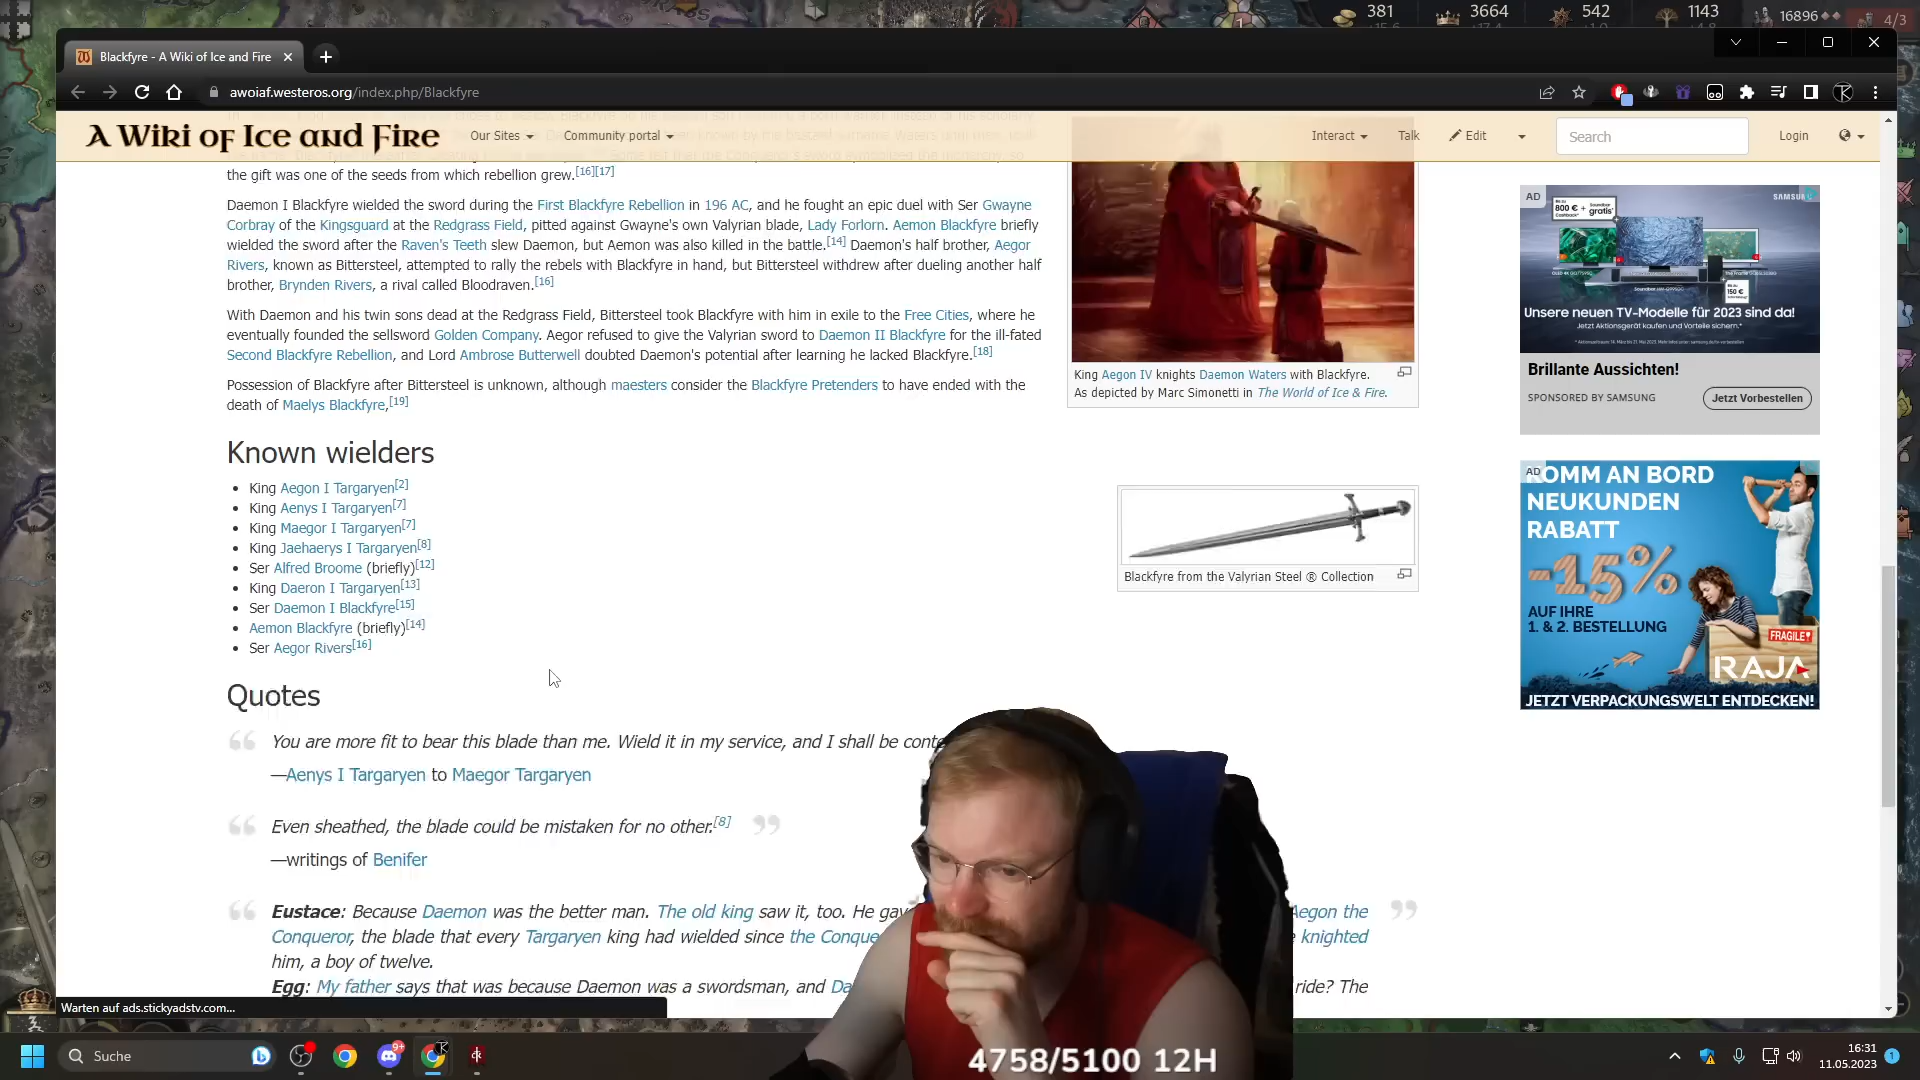 381
3664
542
1143
16896
4/3
Blackfyre - A Wiki of Ice and Fire
awoiaf.westeros.org/index.php/Blackfyre
A Wiki of Ice and Fire
Our Sites
Community portal
Interact
Talk
Edit
Search
Login
the gift was one of the seeds from which rebellion grew.[16][17]
Daemon I Blackfyre wielded the sword during the First Blackfyre Rebellion in 196 AC, and he fought an epic duel with Ser Gwayne
Corbray of the Kingsguard at the Redgrass Field, pitted against Gwayne's own Valyrian blade, Lady Forlorn. Aemon Blackfyre briefly
wielded the sword after the Raven's Teeth slew Daemon, but Aemon was also killed in the battle.[14] Daemon's half brother, Aegor
Rivers, known as Bittersteel, attempted to rally the rebels with Blackfyre in hand, but Bittersteel withdrew after dueling another half
brother, Brynden Rivers, a rival called Bloodraven.[16]
With Daemon and his twin sons dead at the Redgrass Field, Bittersteel took Blackfyre with him in exile to the Free Cities, where he
eventually founded the sellsword Golden Company. Aegor refused to give the Valyrian sword to Daemon II Blackfyre for the ill-fated
Second Blackfyre Rebellion, and Lord Ambrose Butterwell doubted Daemon's potential after learning he lacked Blackfyre.[18]
Possession of Blackfyre after Bittersteel is unknown, although maesters consider the Blackfyre Pretenders to have ended with the
death of Maelys Blackfyre,[19]
King Aegon IV knights Daemon Waters with Blackfyre.
As depicted by Marc Simonetti in The World of Ice & Fire.
Known wielders
King Aegon I Targaryen[2]
King Aenys I Targaryen[7]
King Maegor I Targaryen[7]
King Jaehaerys I Targaryen[8]
Ser Alfred Broome (briefly)[12]
King Daeron I Targaryen[13]
Ser Daemon I Blackfyre[15]
Aemon Blackfyre (briefly)[14]
Ser Aegor Rivers[16]
Blackfyre from the Valyrian Steel ® Collection
Quotes
You are more fit to bear this blade than me. Wield it in my service, and I shall be conte
—Aenys I Targaryen to Maegor Targaryen
Even sheathed, the blade could be mistaken for no other.[8]
—writings of Benifer
Eustace: Because Daemon was the better man. The old king saw it, too. He gav
Aegon the
Conqueror, the blade that every Targaryen king had wielded since the Conque
knighted
him, a boy of twelve.
Egg: My father says that was because Daemon was a swordsman, and Da
ride? The
AD
SAMSUNG
800 € +
Cashback*
Soundbar
gratis*
Bis zu
150 €
Unsere neuen TV-Modelle für 2023 sind da!
Jetzt Aktionsgerät kaufen und Vorteile sichern.*
Brillante Aussichten!
SPONSORED BY SAMSUNG
Jetzt Vorbestellen
AD
KOMM AN BORD
NEUKUNDEN
RABATT
-15%
AUF IHRE
1. & 2. BESTELLUNG
FRAGILE!
RAJA
JETZT VERPACKUNGSWELT ENTDECKEN!
Warten auf ads.stickyadstv.com...
Suche
9+
4758/5100 12H
16:31
11.05.2023
1